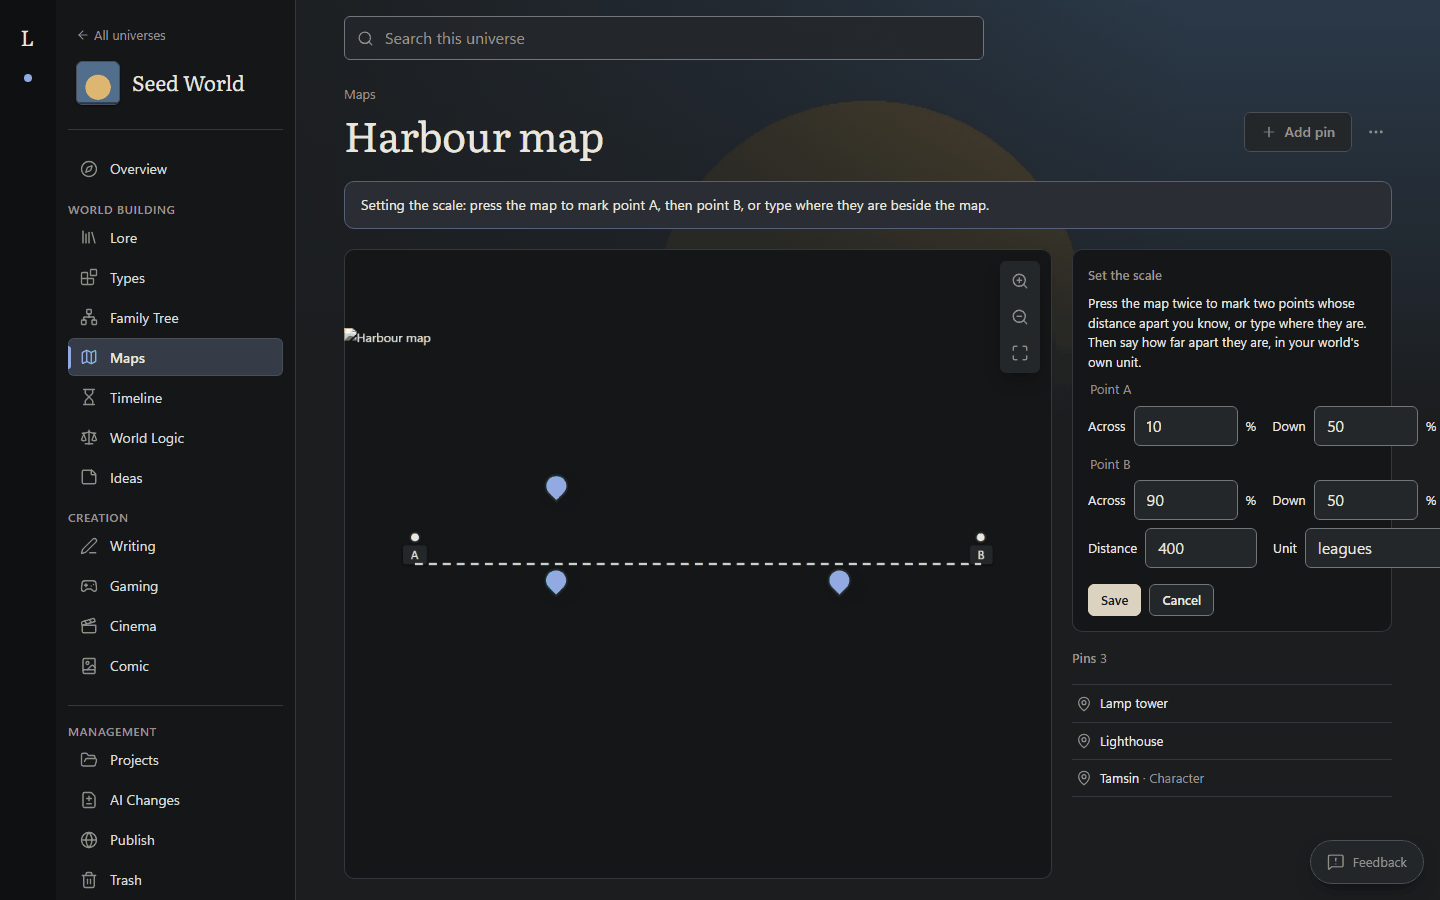 L
All universes
Seed World
Overview
WORLD BUILDING
Lore
Types
Family Tree
Maps
Timeline
World Logic
Ideas
CREATION
Writing
Gaming
Cinema
Comic
MANAGEMENT
Projects
AI Changes
Publish
Trash
Search this universe
Maps
Harbour map
Add pin
Setting the scale: press the map to mark point A, then point B, or type where they are beside the map.
Harbour map
A
B
Set the scale
Press the map twice to mark two points whose
distance apart you know, or type where they are.
Then say how far apart they are, in your world's
own unit.
Point A
Across 10 % Down 50 %
Point B
Across 90 % Down 50 %
Distance 400 Unit leagues
Save Cancel
Pins 3
Lamp tower
Lighthouse
Tamsin · Character
Feedback